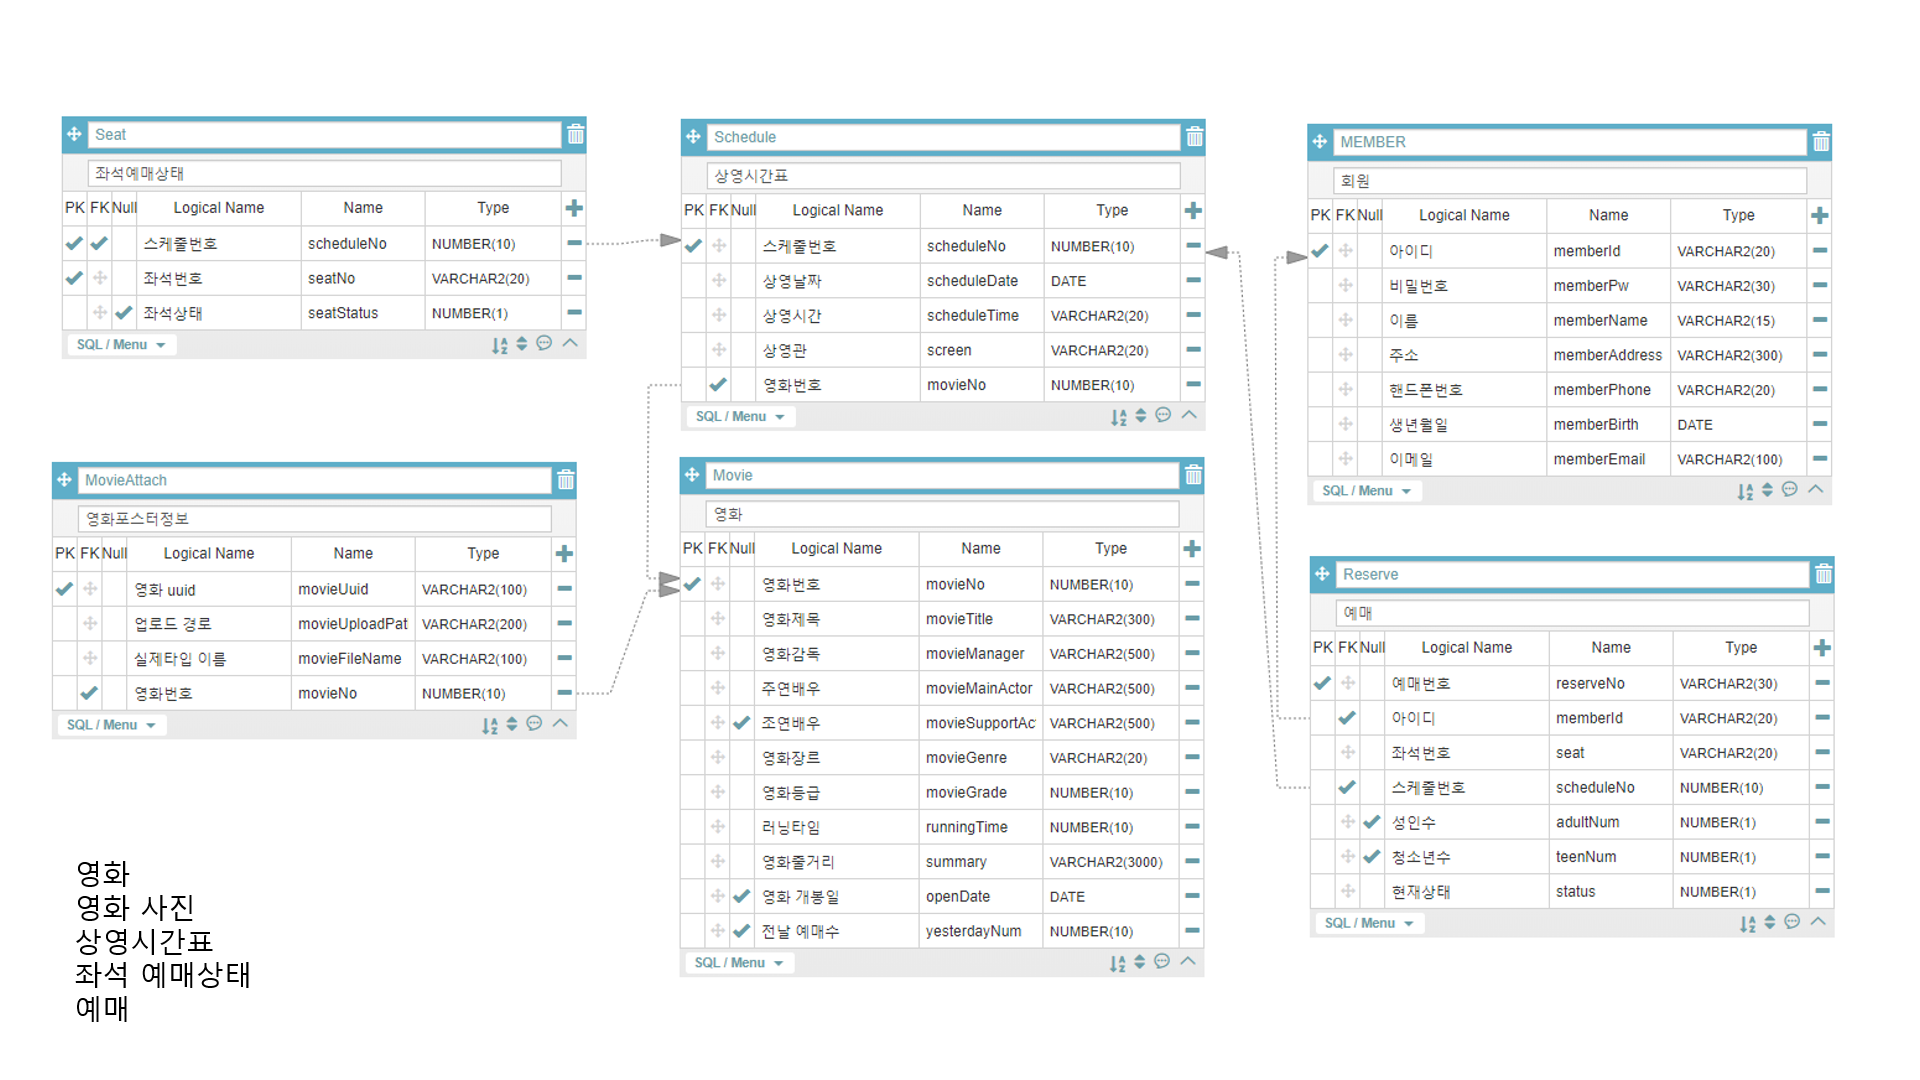 Seat
좌석예매상태
PK FK Null Logical Name Name Type
스케줄번호 scheduleNo NUMBER(10)
좌석번호 seatNo VARCHAR2(20)
좌석상태 seatStatus NUMBER(1)
SQL / Menu
Schedule
상영시간표
PK FK Null Logical Name Name Type
스케줄번호 scheduleNo NUMBER(10)
상영날짜 scheduleDate DATE
상영시간 scheduleTime VARCHAR2(20)
상영관 screen VARCHAR2(20)
영화번호 movieNo NUMBER(10)
SQL / Menu
MEMBER
회원
PK FK Null Logical Name Name Type
아이디 memberId VARCHAR2(20)
비밀번호 memberPw VARCHAR2(30)
이름 memberName VARCHAR2(15)
주소 memberAddress VARCHAR2(300)
핸드폰번호 memberPhone VARCHAR2(20)
생년월일 memberBirth DATE
이메일 memberEmail VARCHAR2(100)
SQL / Menu
MovieAttach
영화포스터정보
PK FK Null Logical Name Name Type
영화 uuid movieUuid VARCHAR2(100)
업로드 경로 movieUploadPat VARCHAR2(200)
실제타입 이름 movieFileName VARCHAR2(100)
영화번호 movieNo NUMBER(10)
SQL / Menu
Movie
영화
PK FK Null Logical Name Name Type
영화번호 movieNo NUMBER(10)
영화제목 movieTitle VARCHAR2(300)
영화감독 movieManager VARCHAR2(500)
주연배우 movieMainActor VARCHAR2(500)
조연배우 movieSupportAc VARCHAR2(500)
영화장르 movieGenre VARCHAR2(20)
영화등급 movieGrade NUMBER(10)
러닝타임 runningTime NUMBER(10)
영화줄거리 summary VARCHAR2(3000)
영화 개봉일 openDate DATE
전날 예매수 yesterdayNum NUMBER(10)
SQL / Menu
Reserve
예매
PK FK Null Logical Name Name Type
예매번호 reserveNo VARCHAR2(30)
아이디 memberId VARCHAR2(20)
좌석번호 seat VARCHAR2(20)
스케줄번호 scheduleNo NUMBER(10)
성인수 adultNum NUMBER(1)
청소년수 teenNum NUMBER(1)
현재상태 status NUMBER(1)
SQL / Menu
영화
영화 사진
상영시간표
좌석 예매상태
예매